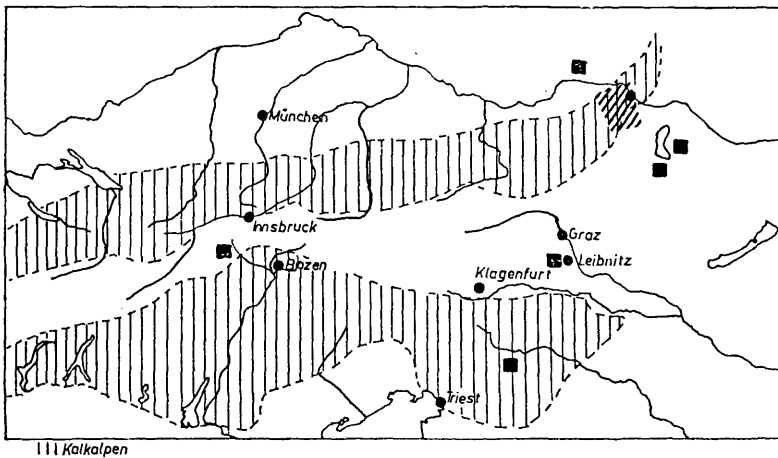 München
Innsbruck
Bozen
Graz
Leibnitz
Klagenfurt
Triest
Kalkalpen